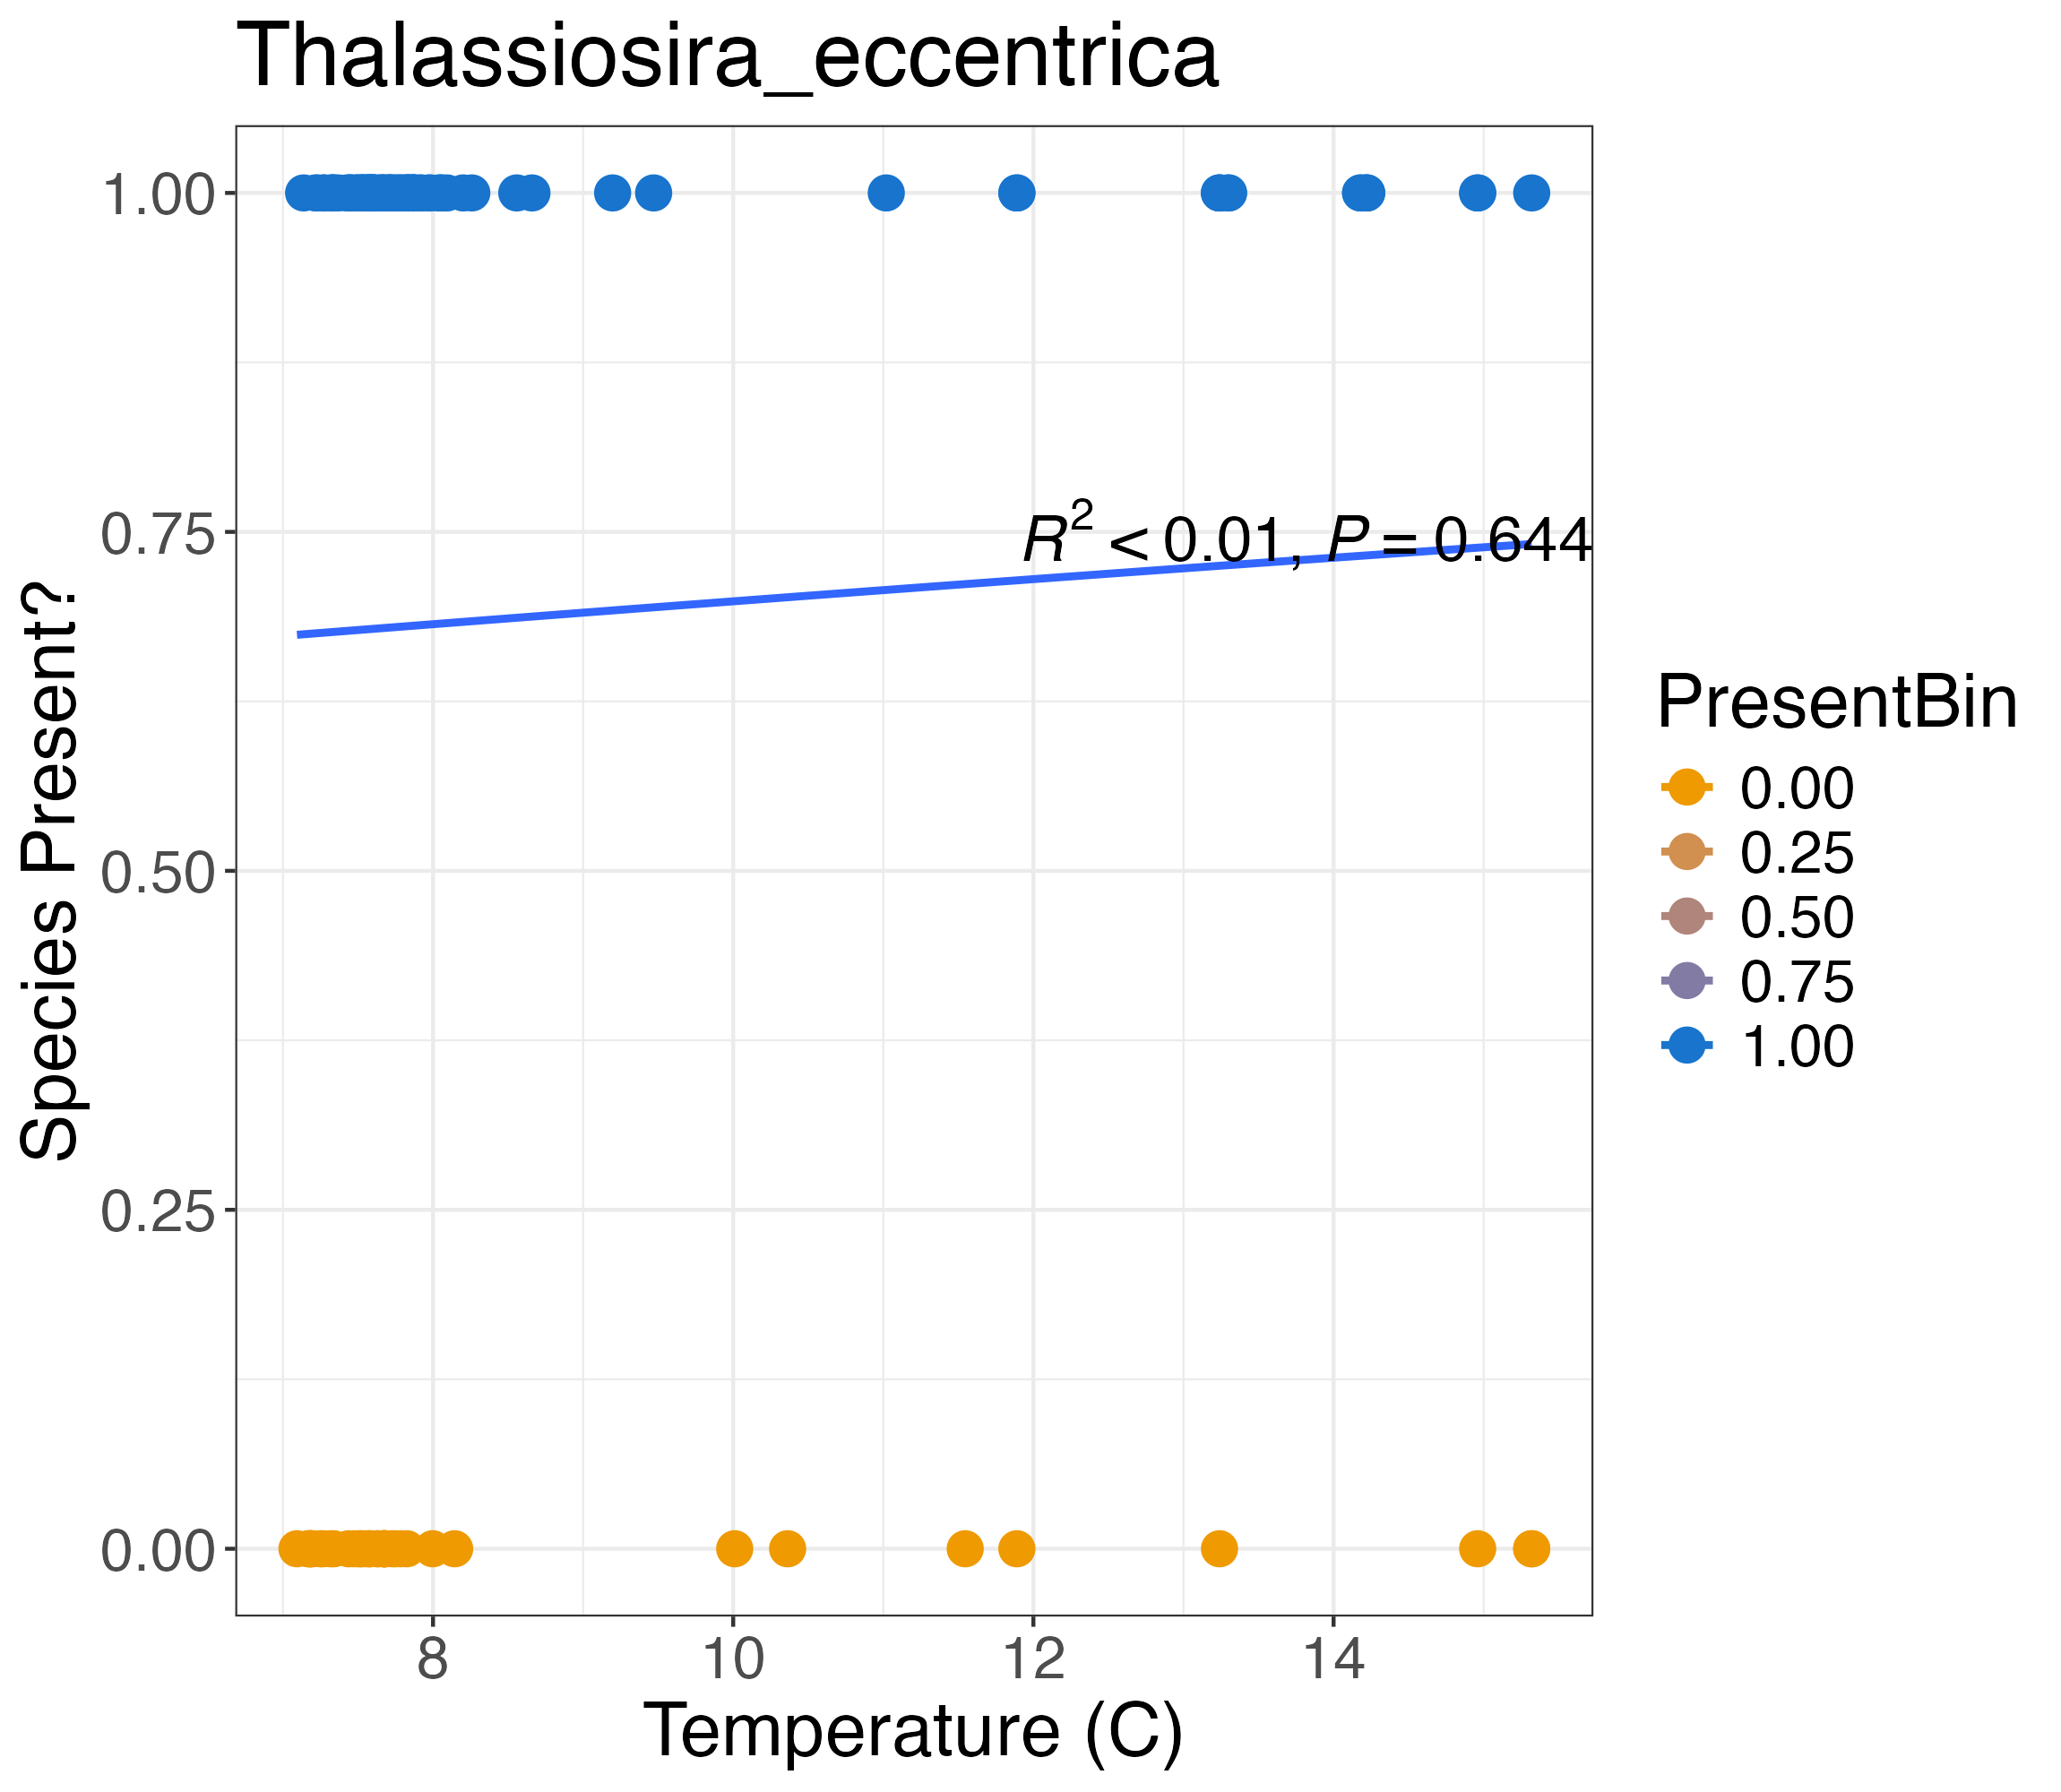 Thalassiosira_eccentrica
1.00
0.75
0.50
0.25
0.00
Species Present?
R² < 0.01, P = 0.644
8 10 12 14
Temperature (C)
PresentBin
0.00
0.25
0.50
0.75
1.00